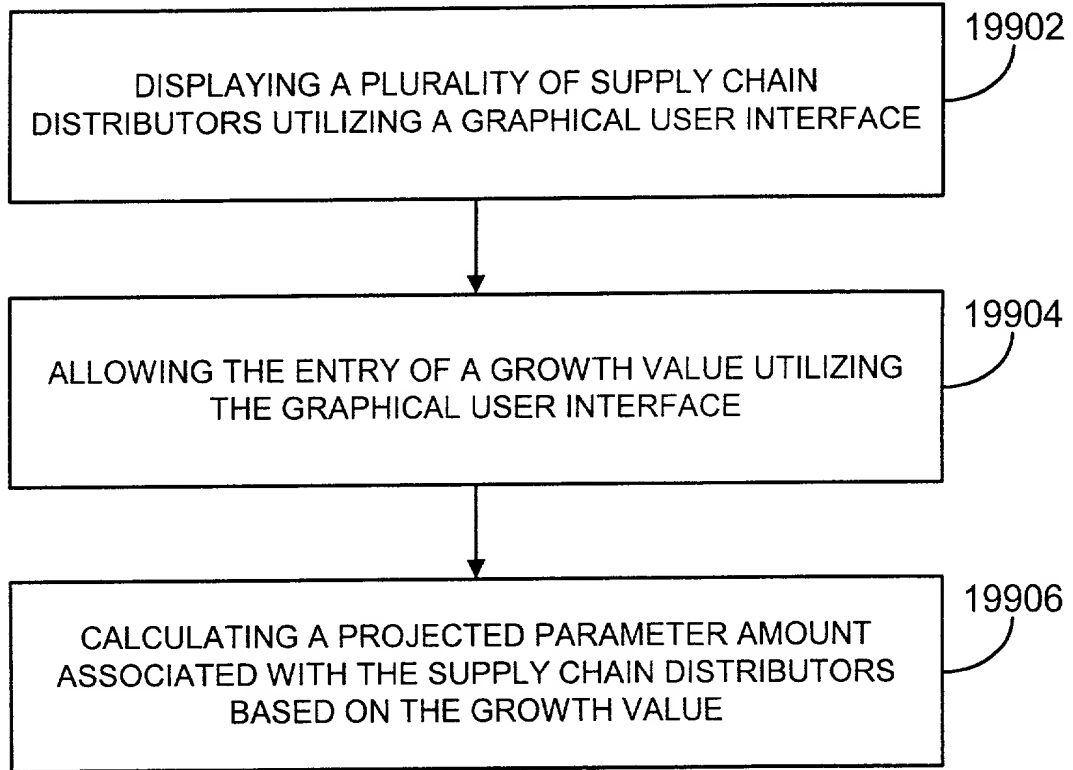 19902
DISPLAYING A PLURALITY OF SUPPLY CHAIN
DISTRIBUTORS UTILIZING A GRAPHICAL USER INTERFACE
19904
ALLOWING THE ENTRY OF A GROWTH VALUE UTILIZING
THE GRAPHICAL USER INTERFACE
19906
CALCULATING A PROJECTED PARAMETER AMOUNT
ASSOCIATED WITH THE SUPPLY CHAIN DISTRIBUTORS
BASED ON THE GROWTH VALUE